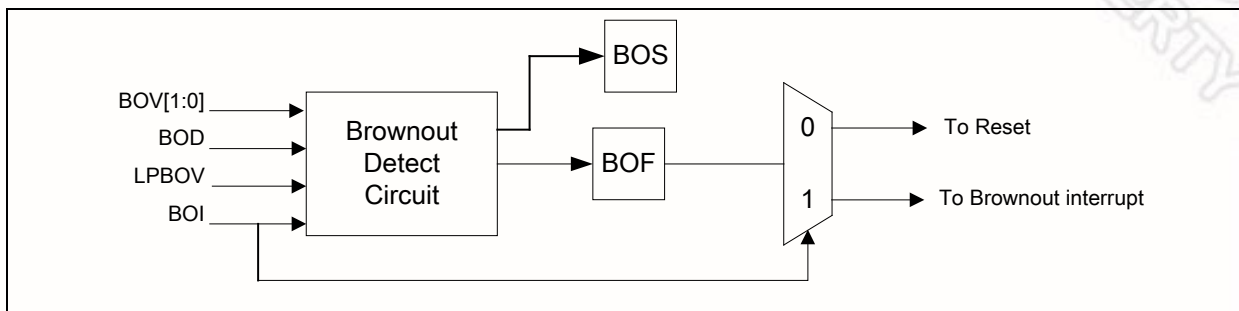 BOV[1:0]
BOD
LPBOV
BOI
Brownout
Detect
Circuit
BOS
BOF
0
1
To Reset
To Brownout interrupt